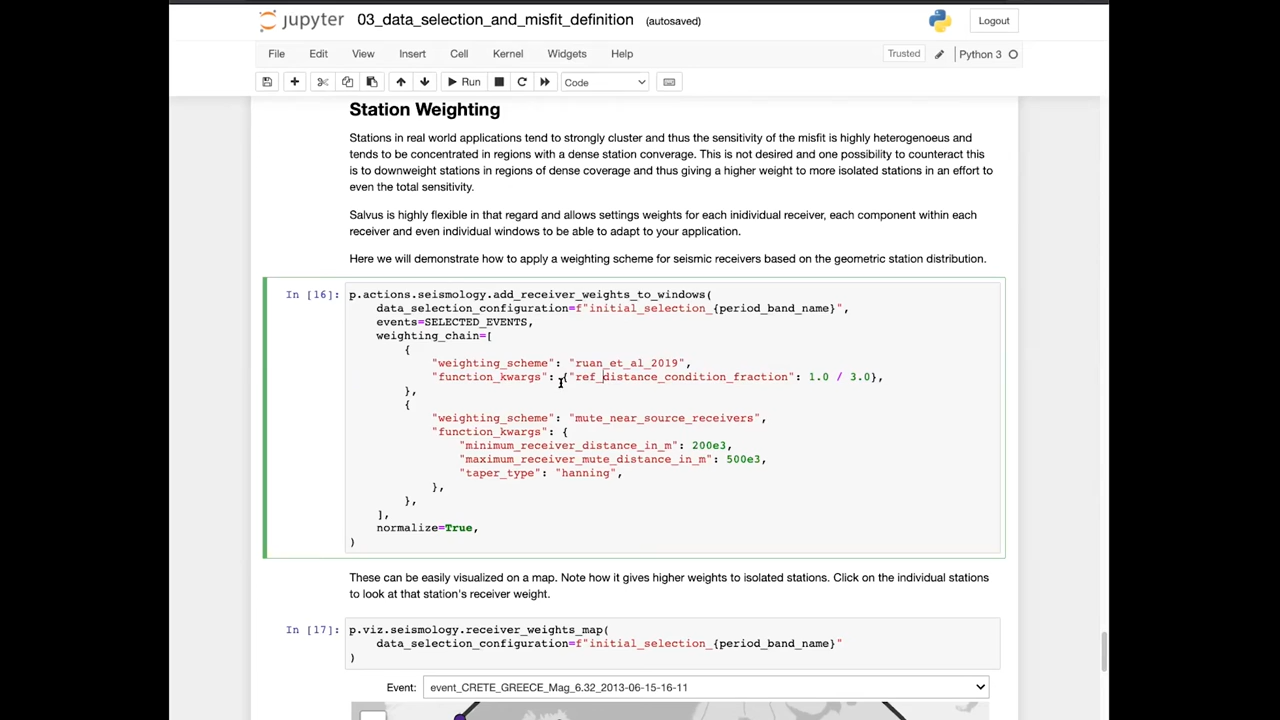 jupyter 03_data_selection_and_misfit_definition (autosaved) Logout
File Edit View Insert Cell Kernel Widgets Help Trusted Python 3
Run Code
Station Weighting
Stations in real world applications tend to strongly cluster and thus the sensitivity of the misfit is highly heterogenoeus and
tends to be concentrated in regions with a dense station converage. This is not desired and one possibility to counteract this
is to downweight stations in regions of dense coverage and thus giving a higher weight to more isolated stations in an effort to
even the total sensitivity.
Salvus is highly flexible in that regard and allows settings weights for each inidividual receiver, each component within each
receiver and even individual windows to be able to adapt to your application.
Here we will demonstrate how to apply a weighting scheme for seismic receivers based on the geometric station distribution.
In [16]: p.actions.seismology.add_receiver_weights_to_windows(
data_selection_configuration=f"initial_selection_{period_band_name}",
events=SELECTED_EVENTS,
weighting_chain=[
{
"weighting_scheme": "ruan_et_al_2019",
"function_kwargs": {"ref_distance_condition_fraction": 1.0 / 3.0},
},
{
"weighting_scheme": "mute_near_source_receivers",
"function_kwargs": {
"minimum_receiver_distance_in_m": 200e3,
"maximum_receiver_mute_distance_in_m": 500e3,
"taper_type": "hanning",
},
},
],
normalize=True,
)
These can be easily visualized on a map. Note how it gives higher weights to isolated stations. Click on the individual stations
to look at that station's receiver weight.
In [17]: p.viz.seismology.receiver_weights_map(
data_selection_configuration=f"initial_selection_{period_band_name}"
)
Event: event_CRETE_GREECE_Mag_6.32_2013-06-15-16-11